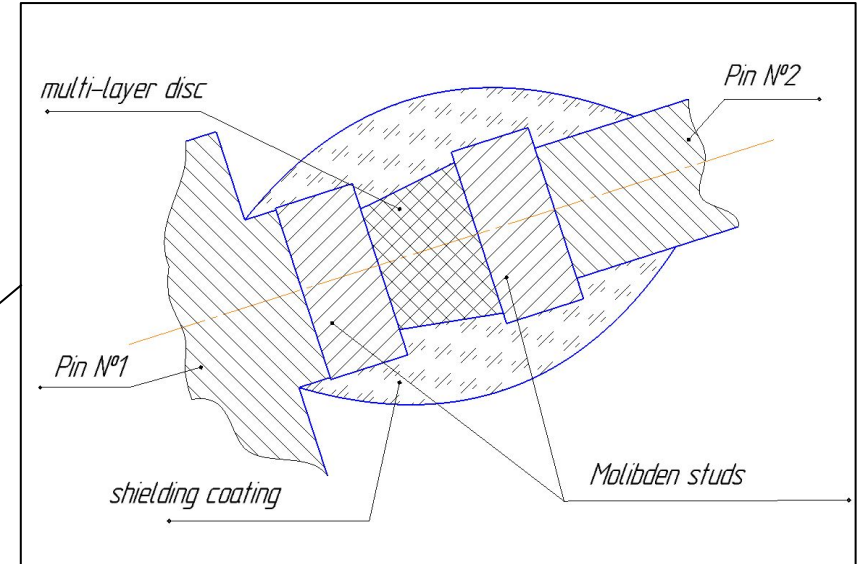 multi-layer disc
Pin Nº2
Pin Nº1
shielding coating
Molibden studs